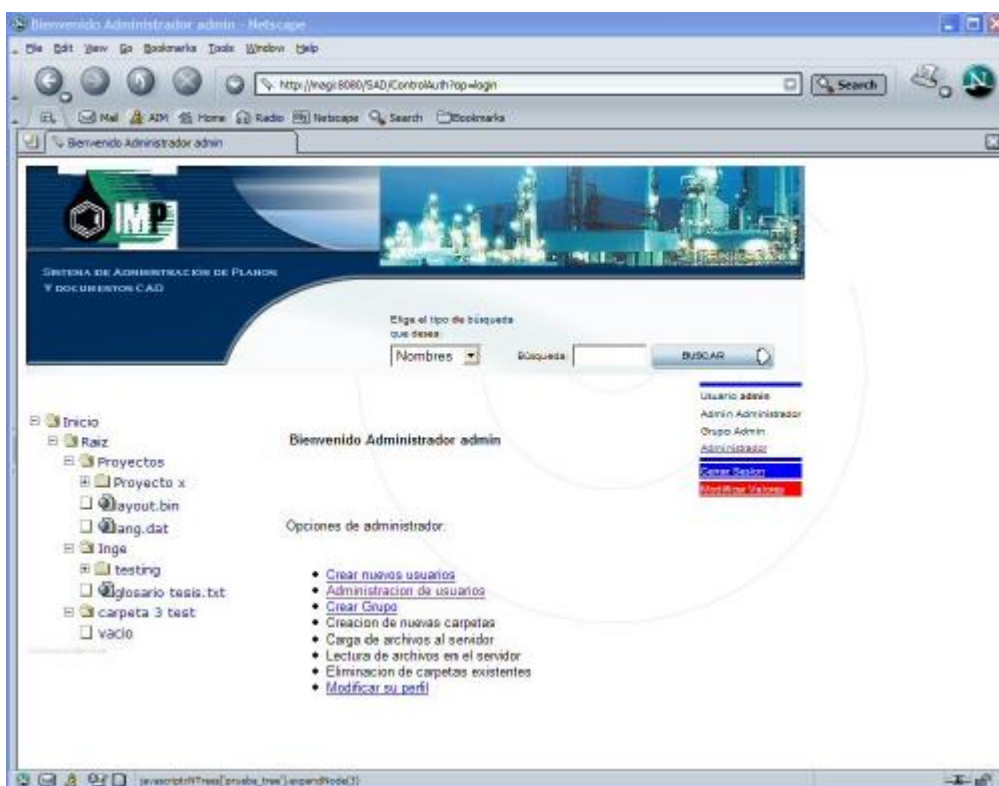 Bienvenido Administrador admin - Netscape
File Edit View Go Bookmarks Tools Window Help
http://magi:8080/SAD/ControlAuth?op=login
Search
Mail AIM Home Radio Netscape Search Bookmarks
Bienvenido Administrador admin
IMP
SISTEMA DE ADMINISTRACION DE PLANOS
Y DOCUMENTOS CAD
Elige el tipo de búsqueda
que desea:
Nombres
Búsqueda:
BUSCAR
Usuario admin
Admin Administrador
Grupo Admin
Administrador
Cerrar Sesion
Modificar Valores
Inicio
Raiz
Proyectos
Proyecto x
layout.bin
lang.dat
Inge
testing
glosario tesis.txt
carpeta 3 test
vacio
Bienvenido Administrador admin
Opciones de administrador:
Crear nuevos usuarios
Administracion de usuarios
Crear Grupo
Creacion de nuevas carpetas
Carga de archivos al servidor
Lectura de archivos en el servidor
Eliminacion de carpetas existentes
Modificar su perfil